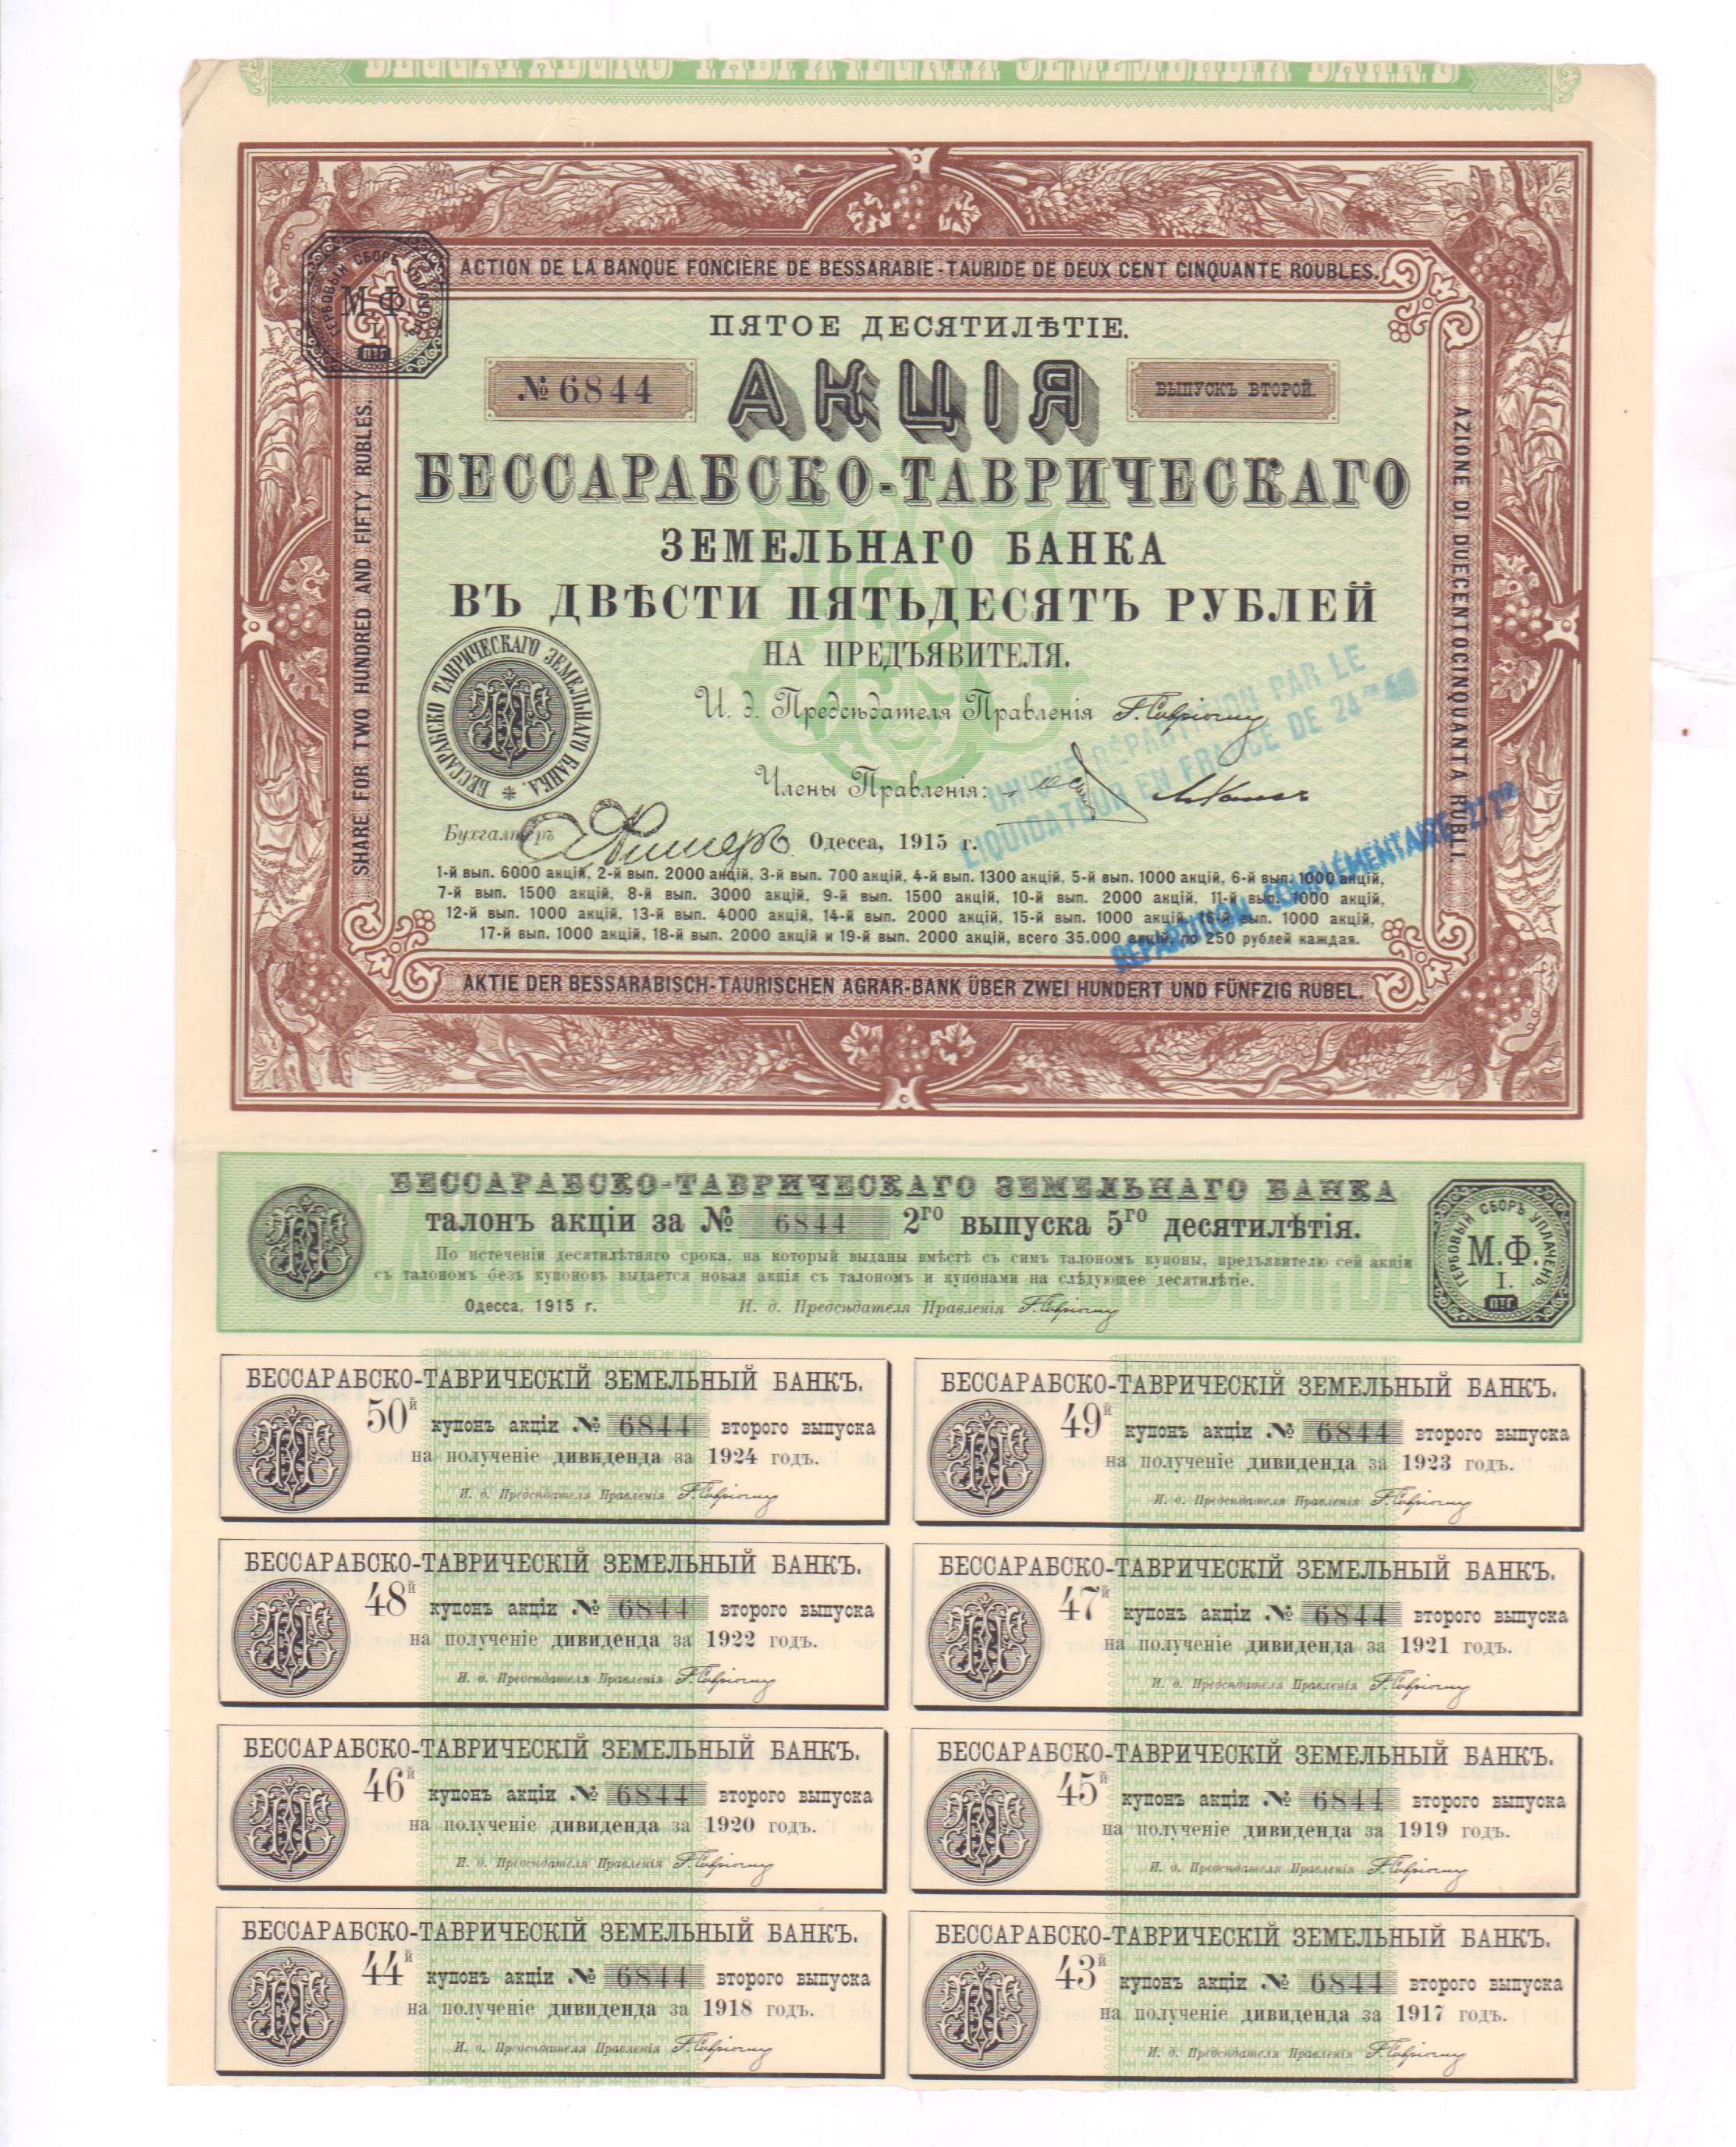 БЕССАРАБСКО-ТАВРИЧЕСКІЙ ЗЕМЕЛЬНЫЙ БАНКЪ
ACTION DE LA BANQUE FONCIÈRE DE BESSARABIE-TAURIDE DE DEUX CENT CINQUANTE ROUBLES.
ГЕРБОВЫЙ СБОРЪ УПЛАЧЕНЪ
М.Ф.
I.
ПЯТОЕ ДЕСЯТИЛѢТІЕ.
№ 6844
АКЦІЯ
ВЫПУСКЪ ВТОРОЙ.
БЕССАРАБСКО-ТАВРИЧЕСКАГО
ЗЕМЕЛЬНАГО БАНКА
ВЪ ДВѢСТИ ПЯТЬДЕСЯТЪ РУБЛЕЙ
НА ПРЕДЪЯВИТЕЛЯ.
SHARE FOR TWO HUNDRED AND FIFTY RUBLES.
AZIONE DI DUECENTOCINQUANTA RUBLI.
БЕССАРАБСКО ТАВРИЧЕСКАГО ЗЕМЕЛЬНАГО БАНКА.
И. д. Предсѣдателя Правленія
Члены Правленія:
UNIQUE RÉPARTITION PAR LE
LIQUIDATEUR EN FRANCE DE 24
Бухгалтеръ
Одесса, 1915 г.
RÉPARTITION COMPLÉMENTAIRE
1-й вып. 6000 акцій, 2-й вып. 2000 акцій, 3-й вып. 700 акцій, 4-й вып. 1300 акцій, 5-й вып. 1000 акцій, 6-й вып. 1000 акцій,
7-й вып. 1500 акцій, 8-й вып. 3000 акцій, 9-й вып. 1500 акцій, 10-й вып. 2000 акцій, 11-й вып. 1000 акцій,
12-й вып. 1000 акцій, 13-й вып. 4000 акцій, 14-й вып. 2000 акцій, 15-й вып. 1000 акцій, 16-й вып. 1000 акцій,
17-й вып. 1000 акцій, 18-й вып. 2000 акцій и 19-й вып. 2000 акцій, всего 35.000 акцій, по 250 рублей каждая.
AKTIE DER BESSARABISCH-TAURISCHEN AGRAR-BANK ÜBER ZWEI HUNDERT UND FÜNFZIG RUBEL.
БЕССАРАБСКО-ТАВРИЧЕСКАГО ЗЕМЕЛЬНАГО БАНКА
талонъ акціи за № 6844 2го выпуска 5го десятилѣтія.
По истеченіи десятилѣтняго срока, на который выданы вмѣстѣ съ симъ талономъ купоны, предъявителю сей акціи
съ талономъ безъ купоновъ выдается новая акція съ талономъ и купонами на слѣдующее десятилѣтіе.
Одесса, 1915 г. И. д. Предсѣдателя Правленія
ГЕРБОВЫЙ СБОРЪ УПЛАЧЕНЪ
М.Ф.
I.
БЕССАРАБСКО-ТАВРИЧЕСКІЙ ЗЕМЕЛЬНЫЙ БАНКЪ.
50й купонъ акціи № 6844 второго выпуска
на полученіе дивиденда за 1924 годъ.
И. д. Предсѣдателя Правленія
БЕССАРАБСКО-ТАВРИЧЕСКІЙ ЗЕМЕЛЬНЫЙ БАНКЪ.
49й купонъ акціи № 6844 второго выпуска
на полученіе дивиденда за 1923 годъ.
И. д. Предсѣдателя Правленія
БЕССАРАБСКО-ТАВРИЧЕСКІЙ ЗЕМЕЛЬНЫЙ БАНКЪ.
48й купонъ акціи № 6844 второго выпуска
на полученіе дивиденда за 1922 годъ.
И. д. Предсѣдателя Правленія
БЕССАРАБСКО-ТАВРИЧЕСКІЙ ЗЕМЕЛЬНЫЙ БАНКЪ.
47й купонъ акціи № 6844 второго выпуска
на полученіе дивиденда за 1921 годъ.
И. д. Предсѣдателя Правленія
БЕССАРАБСКО-ТАВРИЧЕСКІЙ ЗЕМЕЛЬНЫЙ БАНКЪ.
46й купонъ акціи № 6844 второго выпуска
на полученіе дивиденда за 1920 годъ.
И. д. Предсѣдателя Правленія
БЕССАРАБСКО-ТАВРИЧЕСКІЙ ЗЕМЕЛЬНЫЙ БАНКЪ.
45й купонъ акціи № 6844 второго выпуска
на полученіе дивиденда за 1919 годъ.
И. д. Предсѣдателя Правленія
БЕССАРАБСКО-ТАВРИЧЕСКІЙ ЗЕМЕЛЬНЫЙ БАНКЪ.
44й купонъ акціи № 6844 второго выпуска
на полученіе дивиденда за 1918 годъ.
И. д. Предсѣдателя Правленія
БЕССАРАБСКО-ТАВРИЧЕСКІЙ ЗЕМЕЛЬНЫЙ БАНКЪ.
43й купонъ акціи № 6844 второго выпуска
на полученіе дивиденда за 1917 годъ.
И. д. Предсѣдателя Правленія